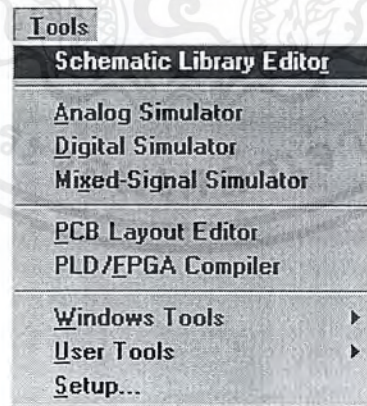 Tools
Schematic Library Editor
Analog Simulator
Digital Simulator
Mixed-Signal Simulator
PCB Layout Editor
PLD/FPGA Compiler
Windows Tools
User Tools
Setup...